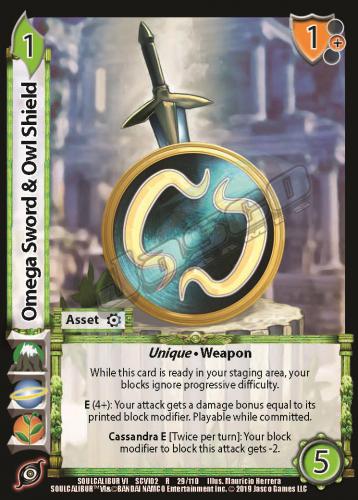 1
1
+
Omega Sword & Owl Shield
Jasco
Asset
Unique • Weapon
While this card is ready in your staging area, your
blocks ignore progressive difficulty.
E (4+): Your attack gets a damage bonus equal to its
printed block modifier. Playable while committed.
Cassandra E [Twice per turn]: Your block
modifier to block this attack gets -2.
5
SOULCALIBUR VI SCVI02 R 29/110 Illus. Mauricio Herrera
SOULCALIBUR™VI&©BANDAI NAMCO Entertainment Inc. ©2019 Jasco Games LLC